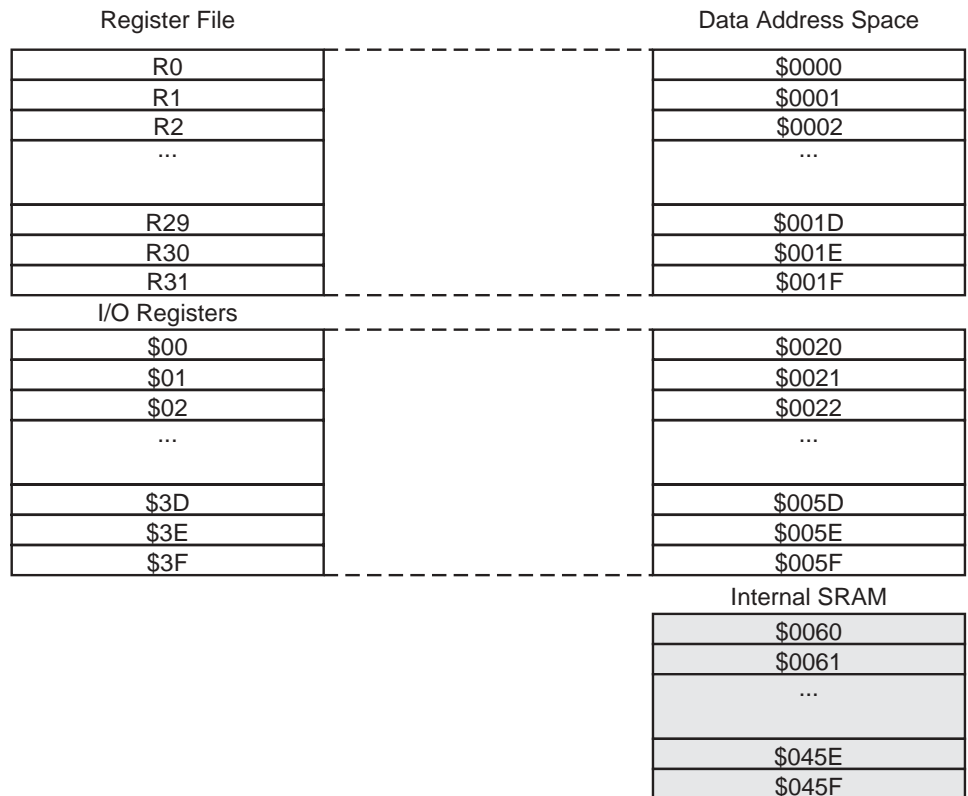 Register File Data Address Space
R0 $0000
R1 $0001
R2 $0002
... ...
R29 $001D
R30 $001E
R31 $001F
I/O Registers
$00 $0020
$01 $0021
$02 $0022
... ...
$3D $005D
$3E $005E
$3F $005F
Internal SRAM
$0060
$0061
...
$045E
$045F